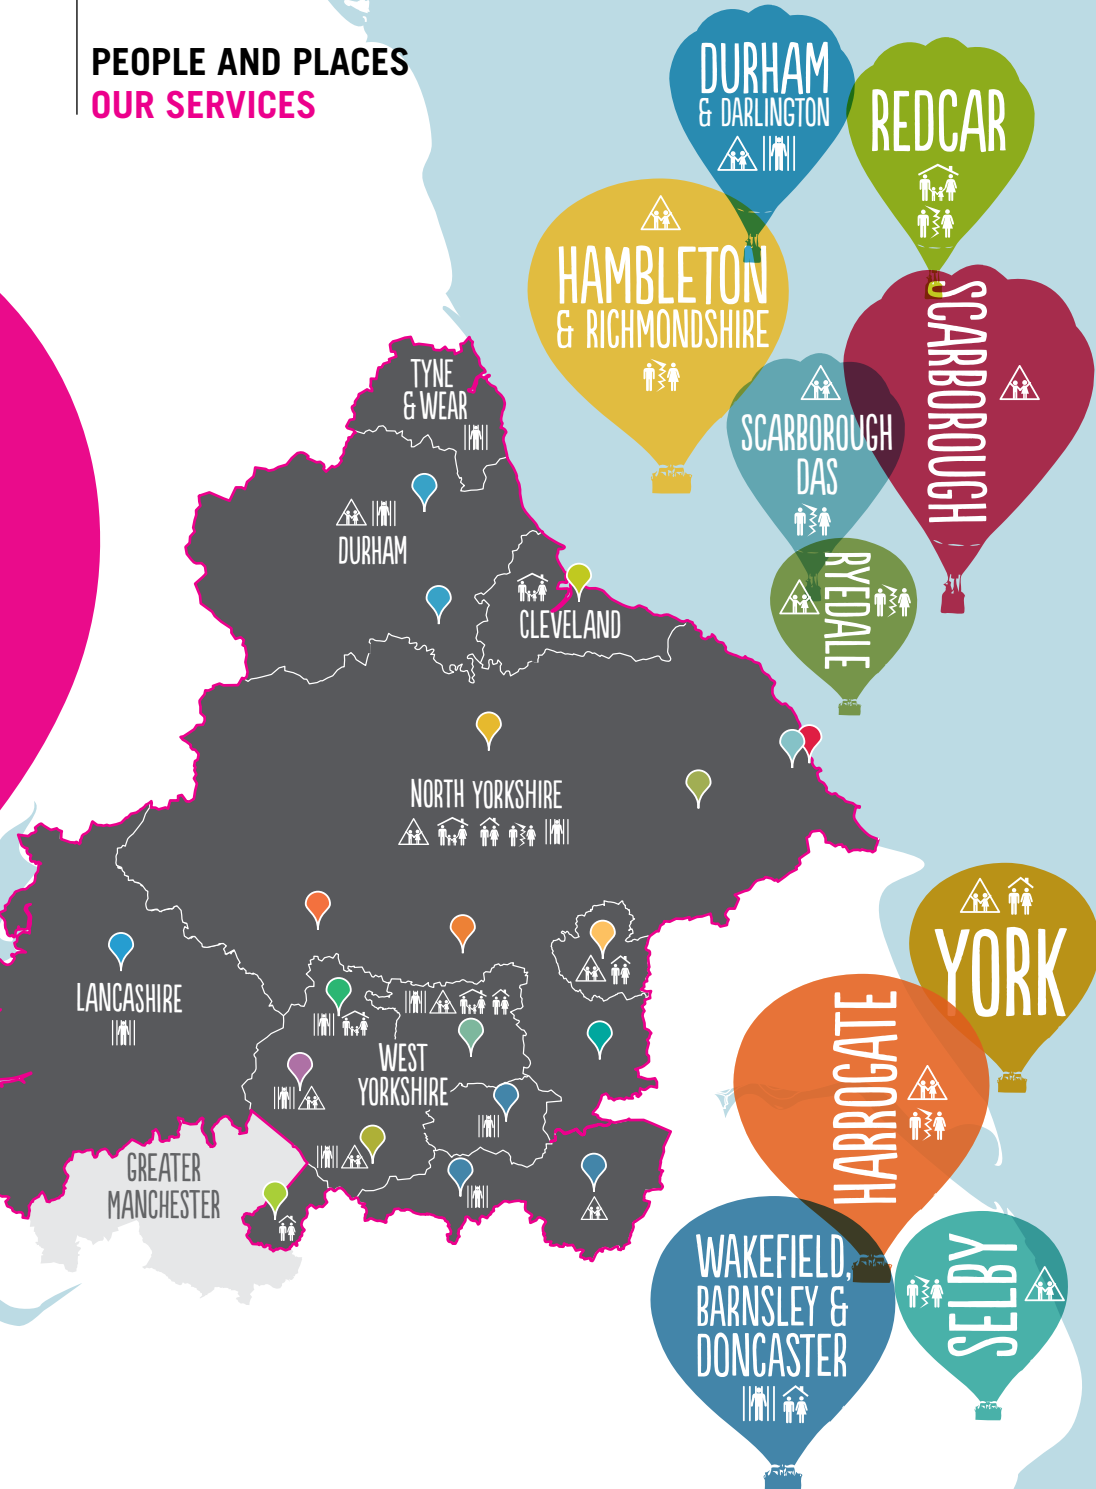 PEOPLE AND PLACES
OUR SERVICES
DURHAM
& DARLINGTON
REDCAR
HAMBLETON
& RICHMONDSHIRE
SCARBOROUGH
SCARBOROUGH
DAS
RYEDALE
TYNE
& WEAR
DURHAM
CLEVELAND
NORTH YORKSHIRE
LANCASHIRE
WEST
YORKSHIRE
GREATER
MANCHESTER
YORK
HARROGATE
WAKEFIELD,
BARNSLEY &
DONCASTER
SELBY